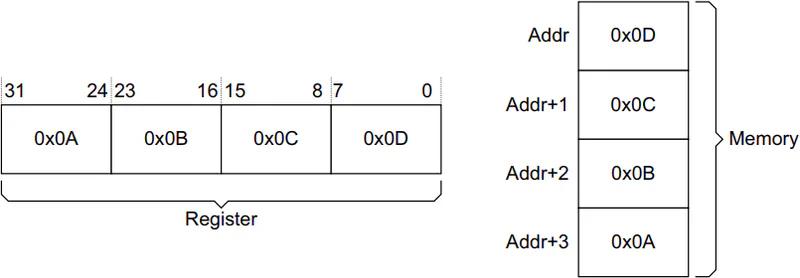 31 24 23 16 15 8 7 0
0x0A 0x0B 0x0C 0x0D
Register
Addr 0x0D
Addr+1 0x0C
Addr+2 0x0B
Addr+3 0x0A
Memory